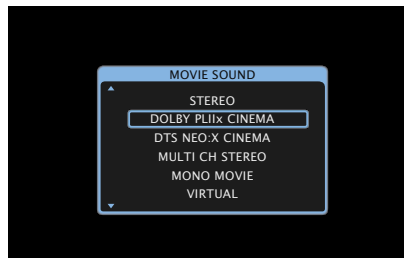 MOVIE SOUND
STEREO
DOLBY PLIIx CINEMA
DTS NEO:X CINEMA
MULTI CH STEREO
MONO MOVIE
VIRTUAL